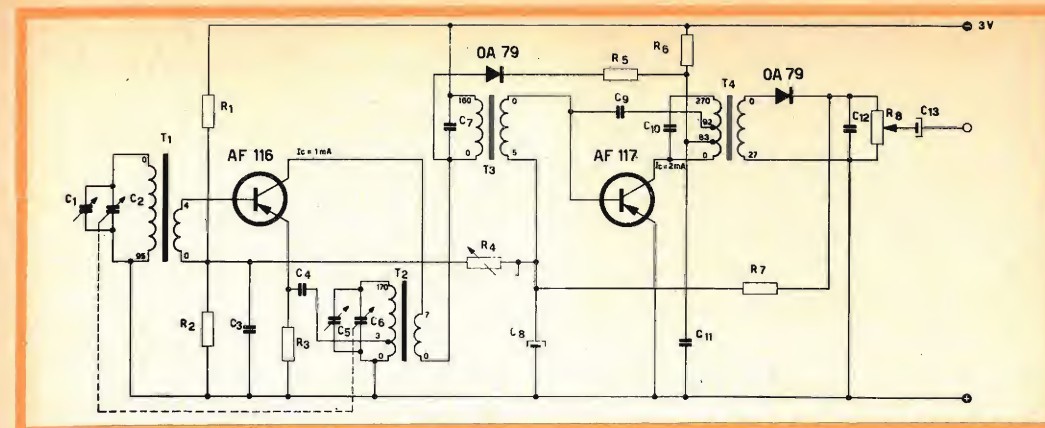 ⊖ 3V
OA 79
R5
R6
T4
OA 79
R1
T1
C7
160
0
0
5
T3
C9
C10
270
92
83
0
0
27
C12
R8
C13
AF 116
Ic = 1mA
AF 117
Ic = 2mA
C1
C2
0
95
4
0
R4
R7
C4
T2
170
3
0
C5
C6
7
0
R2
C3
R3
C8
C11
⊕